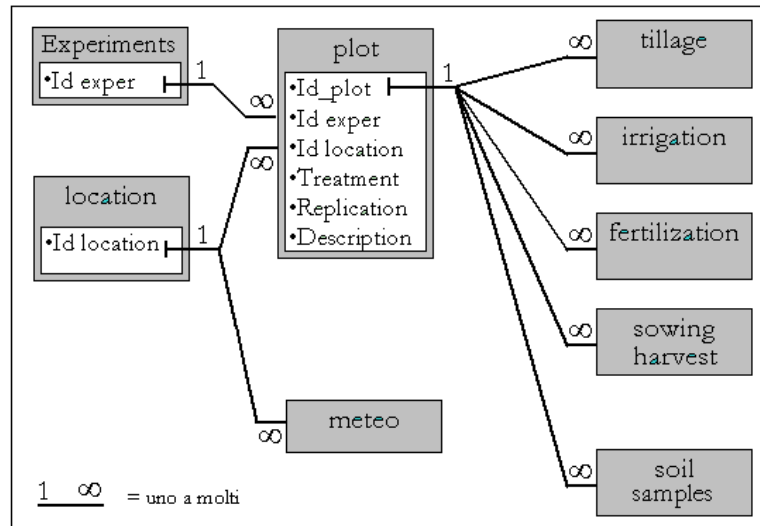 Experiments
•Id exper
1
∞
location
•Id location
1
∞
∞
plot
•Id_plot
•Id exper
•Id location
•Treatment
•Replication
•Description
1
meteo
∞
tillage
∞
irrigation
∞
fertilization
∞
sowing
harvest
∞
soil
samples
1 ∞ = uno a molti